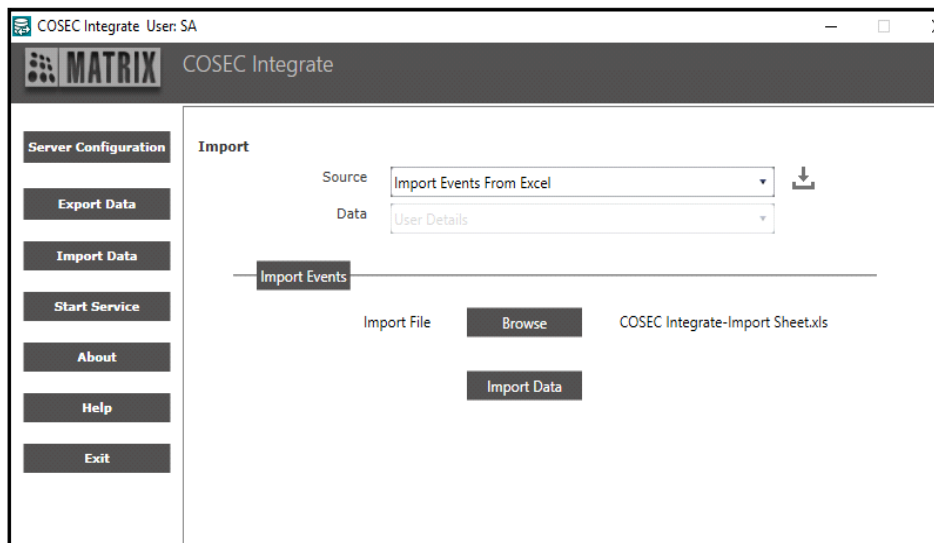 COSEC Integrate User: SA
MATRIX COSEC Integrate
Server Configuration
Export Data
Import Data
Start Service
About
Help
Exit
Import
Source Import Events From Excel
Data User Details
Import Events
Import File Browse COSEC Integrate-Import Sheet.xls
Import Data